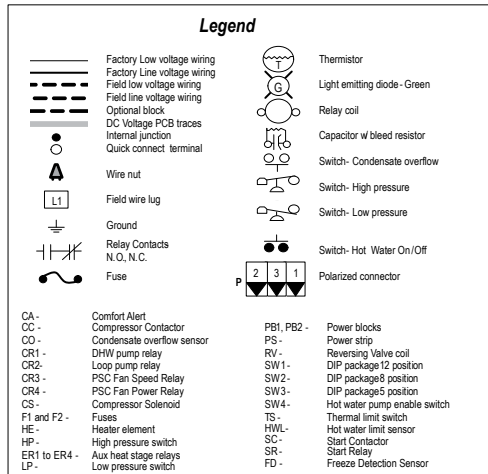 Legend
Factory Low voltage wiring
Factory Line voltage wiring
Field low voltage wiring
Field line voltage wiring
Optional block
DC Voltage PCB traces
Internal junction
Quick connect terminal
Wire nut
L1
Field wire lug
Ground
Relay Contacts
N.O., N.C.
Fuse
T
Thermistor
G
Light emitting diode - Green
Relay coil
Capacitor w/ bleed resistor
Switch- Condensate overflow
Switch- High pressure
Switch- Low pressure
Switch- Hot Water On/Off
P
2 3 1
Polarized connector
CA - Comfort Alert
CC - Compressor Contactor
CO - Condensate overflow sensor
CR1 - DHW pump relay
CR2- Loop pump relay
CR3 - PSC Fan Speed Relay
CR4 - PSC Fan Power Relay
CS - Compressor Solenoid
F1 and F2 - Fuses
HE - Heater element
HP - High pressure switch
ER1 to ER4 - Aux heat stage relays
LP - Low pressure switch
PB1, PB2 - Power blocks
PS - Power strip
RV - Reversing Valve coil
SW1 - DIP package 12 position
SW2 - DIP package 8 position
SW3 - DIP package 5 position
SW4 - Hot water pump enable switch
TS - Thermal limit switch
HWL- Hot water limit sensor
SC - Start Contactor
SR - Start Relay
FD - Freeze Detection Sensor